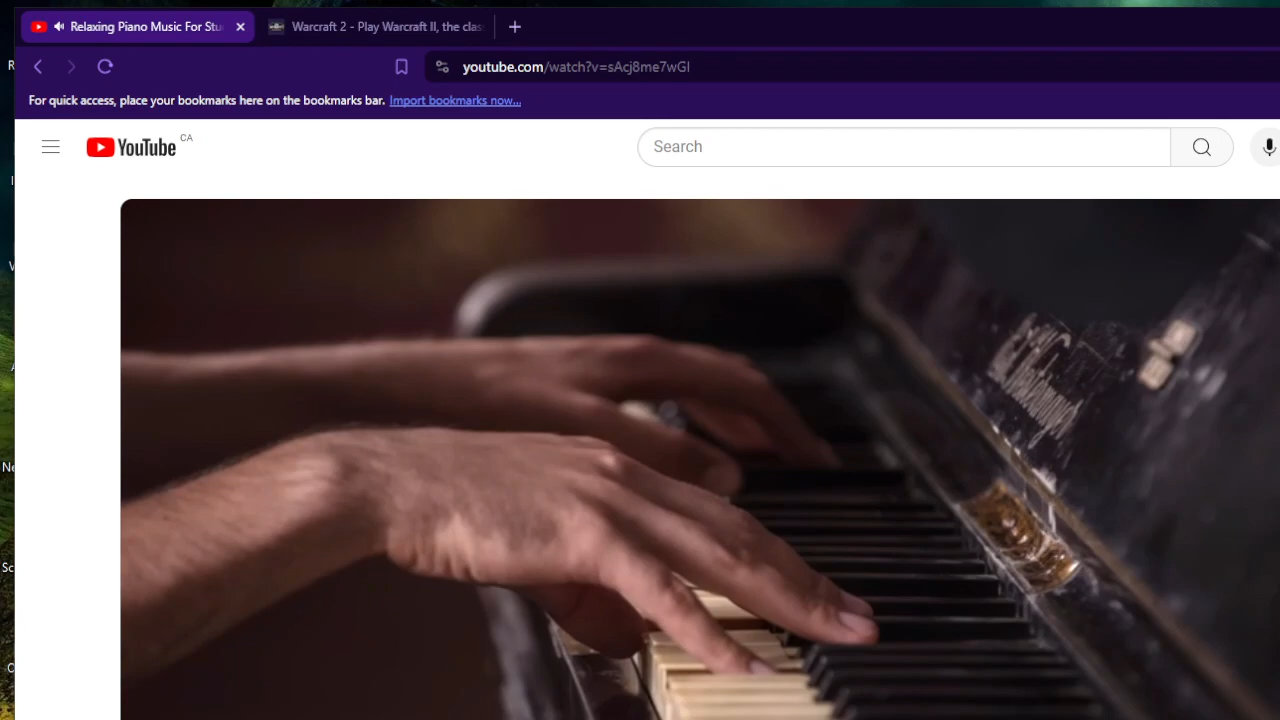 Relaxing Piano Music For Stu
Warcraft 2 - Play Warcraft II, the clas
youtube.com/watch?v=sAcj8me7wGI
For quick access, place your bookmarks here on the bookmarks bar. Import bookmarks now...
YouTube CA
Search